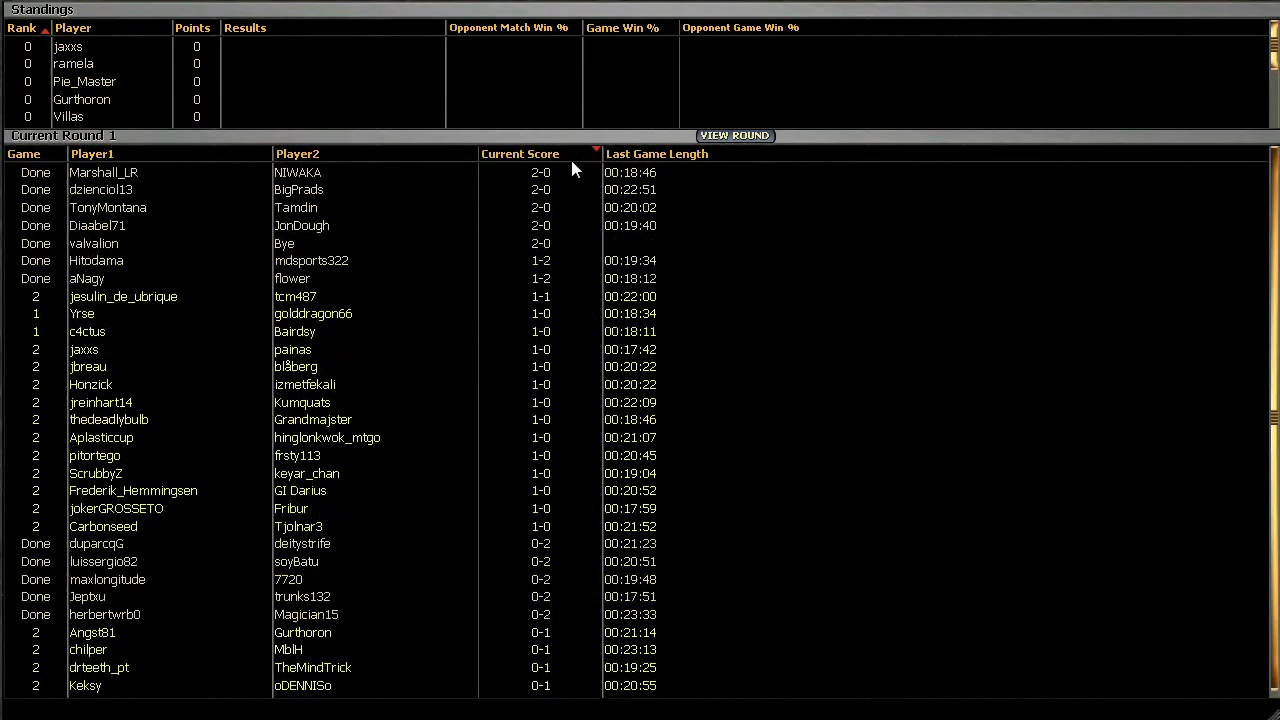 Standings
Rank Player Points Results Opponent Match Win % Game Win % Opponent Game Win %
0 jaxxs 0
0 ramela 0
0 Pie_Master 0
0 Gurthoron 0
0 Villas 0
Current Round 1 VIEW ROUND
Game Player1 Player2 Current Score Last Game Length
Done Marshall_LR NIWAKA 2-0 00:18:46
Done dzienciol13 BigPrads 2-0 00:22:51
Done TonyMontana Tamdin 2-0 00:20:02
Done Diaabel71 JonDough 2-0 00:19:40
Done valvalion Bye 2-0
Done Hitodama mdsports322 1-2 00:19:34
Done aNagy flower 1-2 00:18:12
2 jesulin_de_ubrique tcm487 1-1 00:22:00
1 Yrse golddragon66 1-0 00:18:34
1 c4ctus Bairdsy 1-0 00:18:11
2 jaxxs painas 1-0 00:17:42
2 jbreau blåberg 1-0 00:20:22
2 Honzick izmetfekali 1-0 00:20:22
2 jreinhart14 Kumquats 1-0 00:22:09
2 thedeadlybulb Grandmajster 1-0 00:18:46
2 Aplasticcup hinglonkwok_mtgo 1-0 00:21:07
2 pitortego frsty113 1-0 00:20:45
2 ScrubbyZ keyar_chan 1-0 00:19:04
2 Frederik_Hemmingsen GI Darius 1-0 00:20:52
2 jokerGROSSETO Fribur 1-0 00:17:59
2 Carbonseed Tjolnar3 1-0 00:21:52
Done duparcqG deitystrife 0-2 00:21:23
Done luissergio82 soyBatu 0-2 00:20:51
Done maxlongitude 7720 0-2 00:19:48
Done Jeptxu trunks132 0-2 00:17:51
Done herbertwrb0 Magician15 0-2 00:23:33
2 Angst81 Gurthoron 0-1 00:21:14
2 chilper MblH 0-1 00:23:13
2 drteeth_pt TheMindTrick 0-1 00:19:25
2 Keksy oDENNISo 0-1 00:20:55